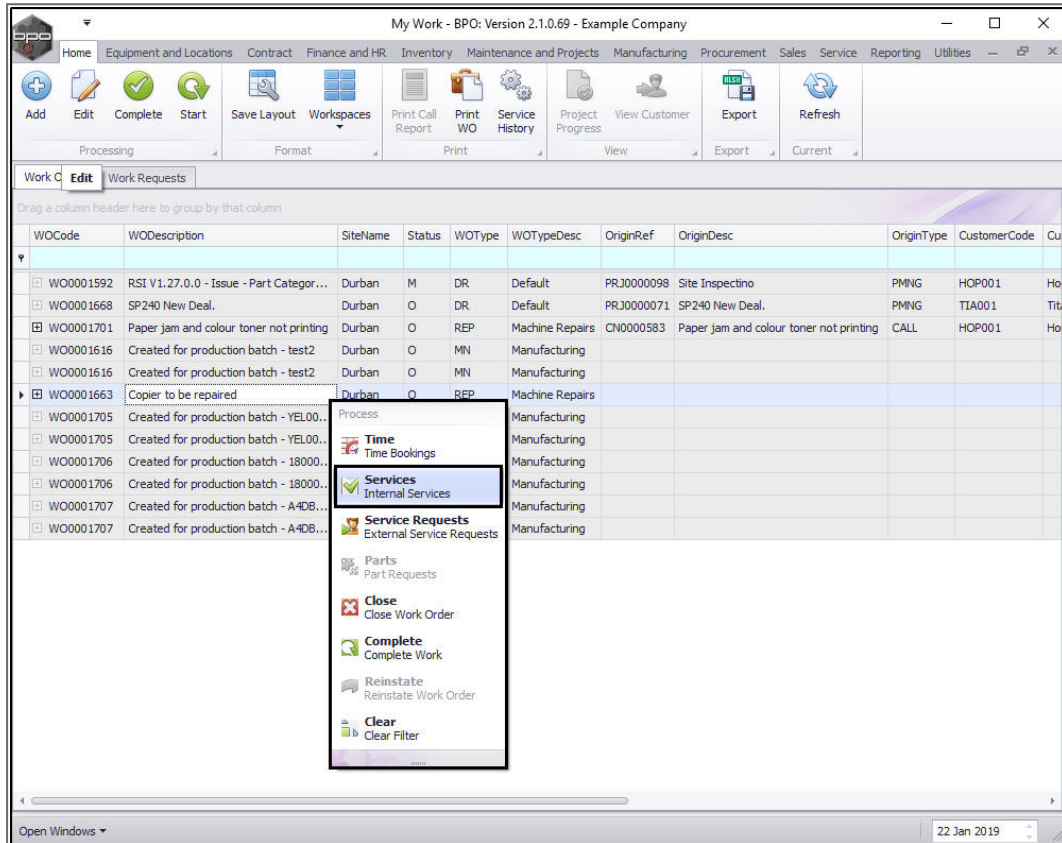 My Work - BPO: Version 2.1.0.69 - Example Company
bpo
Home Equipment and Locations Contract Finance and HR Inventory Maintenance and Projects Manufacturing Procurement Sales Service Reporting Utilities
Add Edit Complete Start Save Layout Workspaces Print Call Report Print WO Service History Project Progress View Customer Export Refresh
Processing Format Print View Export Current
Work O Edit Work Requests
Drag a column header here to group by that column
WOCode WODescription SiteName Status WOType WOTypeDesc OriginRef OriginDesc OriginType CustomerCode Cu
WO0001592 RSI V1.27.0.0 - Issue - Part Categor... Durban M DR Default PRJ0000098 Site Inspectino PMNG HOP001 Ho
WO0001668 SP240 New Deal. Durban O DR Default PRJ0000071 SP240 New Deal. PMNG TIA001 Tit
WO0001701 Paper jam and colour toner not printing Durban O REP Machine Repairs CN0000583 Paper jam and colour toner not printing CALL HOP001 Ho
WO0001616 Created for production batch - test2 Durban O MN Manufacturing
WO0001616 Created for production batch - test2 Durban O MN Manufacturing
WO0001663 Copier to be repaired Durban O REP Machine Repairs
WO0001705 Created for production batch - YEL00... Manufacturing
WO0001705 Created for production batch - YEL00... Manufacturing
WO0001706 Created for production batch - 18000... Manufacturing
WO0001706 Created for production batch - 18000... Manufacturing
WO0001707 Created for production batch - A4DB... Manufacturing
WO0001707 Created for production batch - A4DB... Manufacturing
Process
Time
Time Bookings
Services
Internal Services
Service Requests
External Service Requests
Parts
Part Requests
Close
Close Work Order
Complete
Complete Work
Reinstate
Reinstate Work Order
Clear
Clear Filter
Open Windows 22 Jan 2019